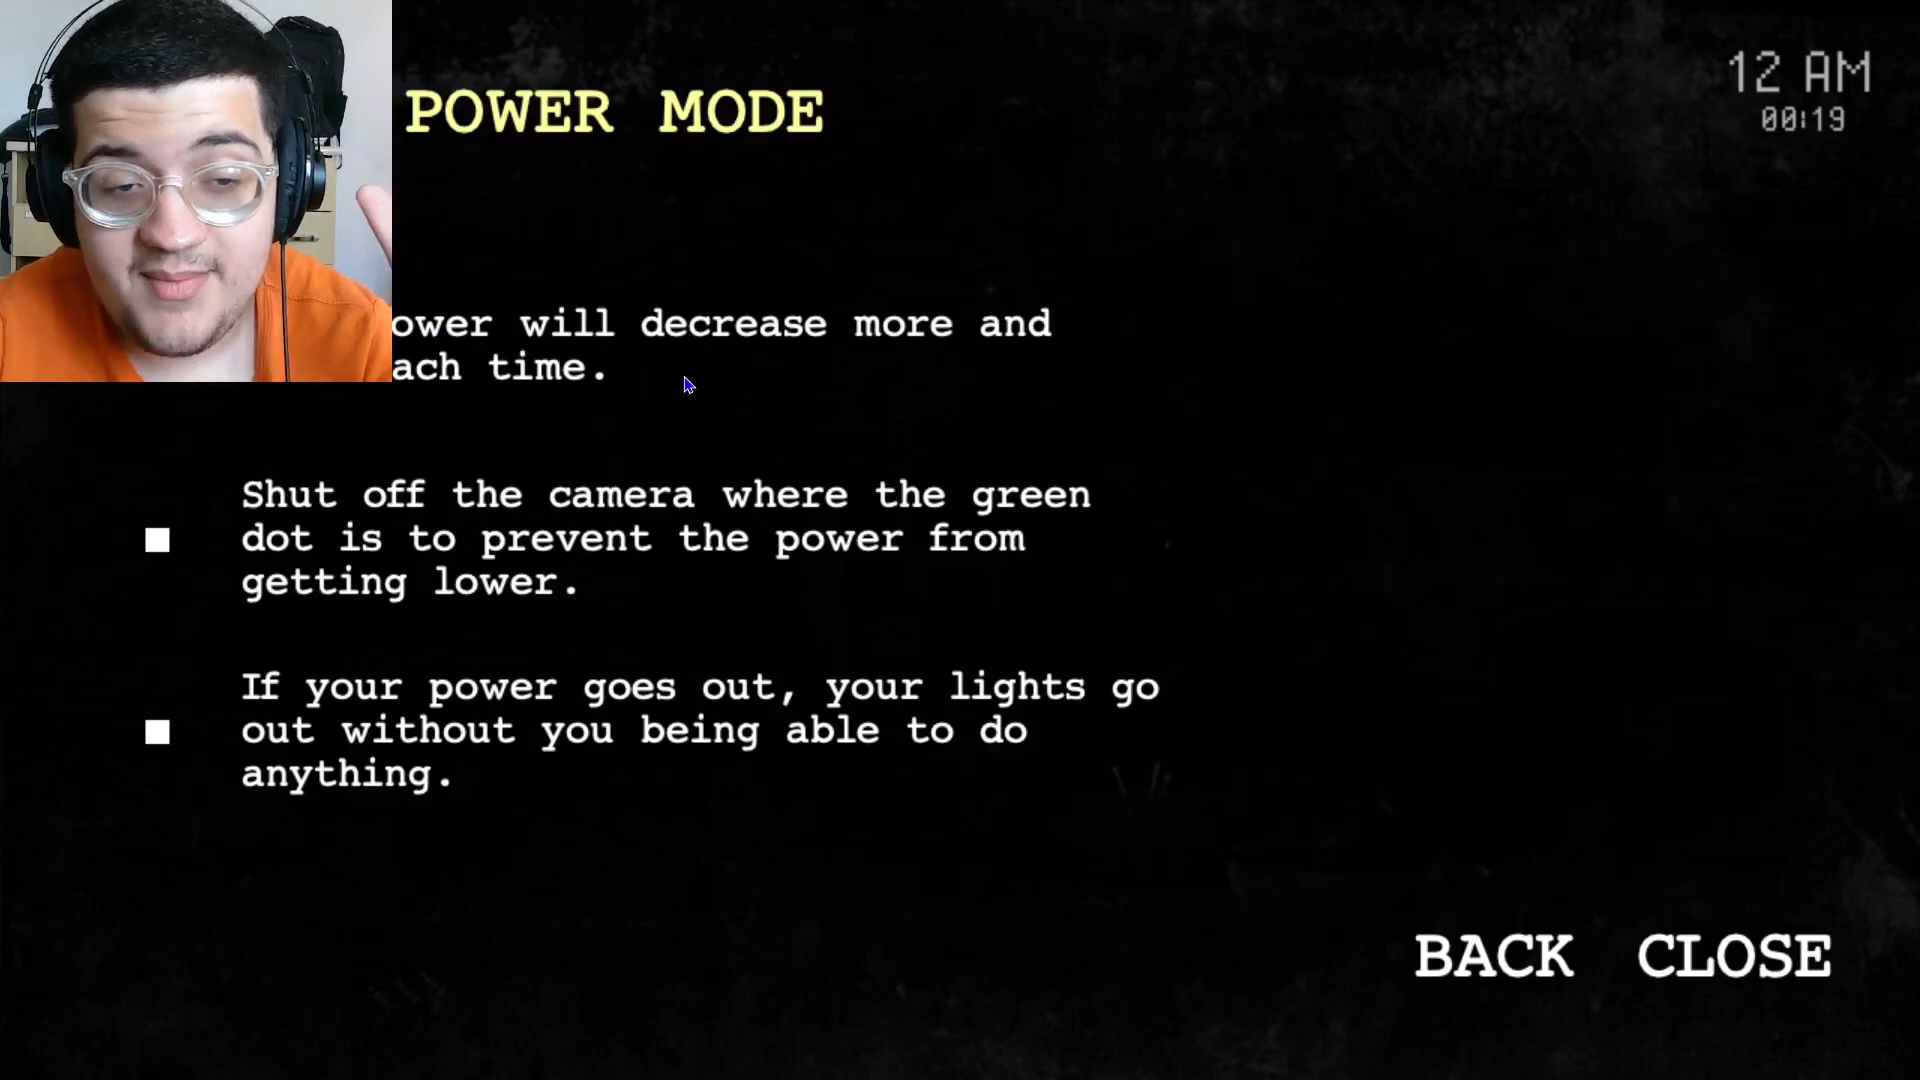 POWER MODE
12 AM
00:19
ower will decrease more and
ach time.
Shut off the camera where the green
dot is to prevent the power from
getting lower.
If your power goes out, your lights go
out without you being able to do
anything.
BACK CLOSE